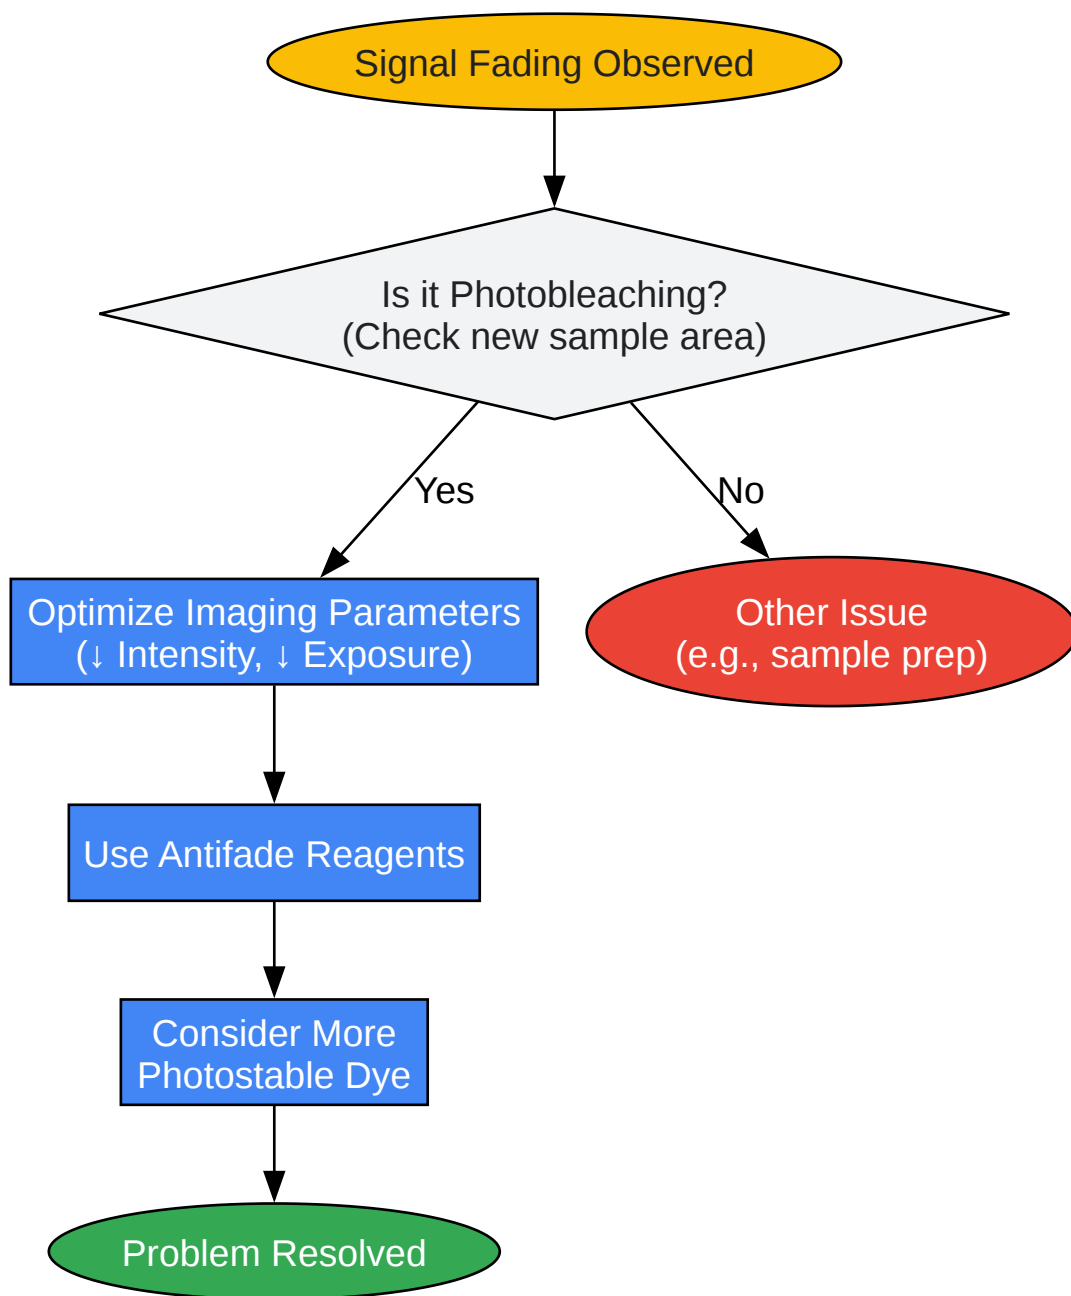 Signal Fading Observed
Is it Photobleaching?
(Check new sample area)
Yes
No
Optimize Imaging Parameters
(↓ Intensity, ↓ Exposure)
Other Issue
(e.g., sample prep)
Use Antifade Reagents
Consider More
Photostable Dye
Problem Resolved